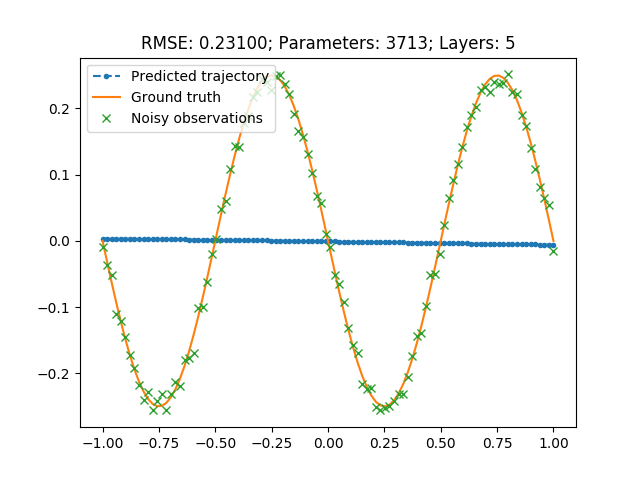 RMSE: 0.23100; Parameters: 3713; Layers: 5
Predicted trajectory
Ground truth
Noisy observations
0.2
0.1
0.0
−0.1
−0.2
−1.00 −0.75 −0.50 −0.25 0.00 0.25 0.50 0.75 1.00